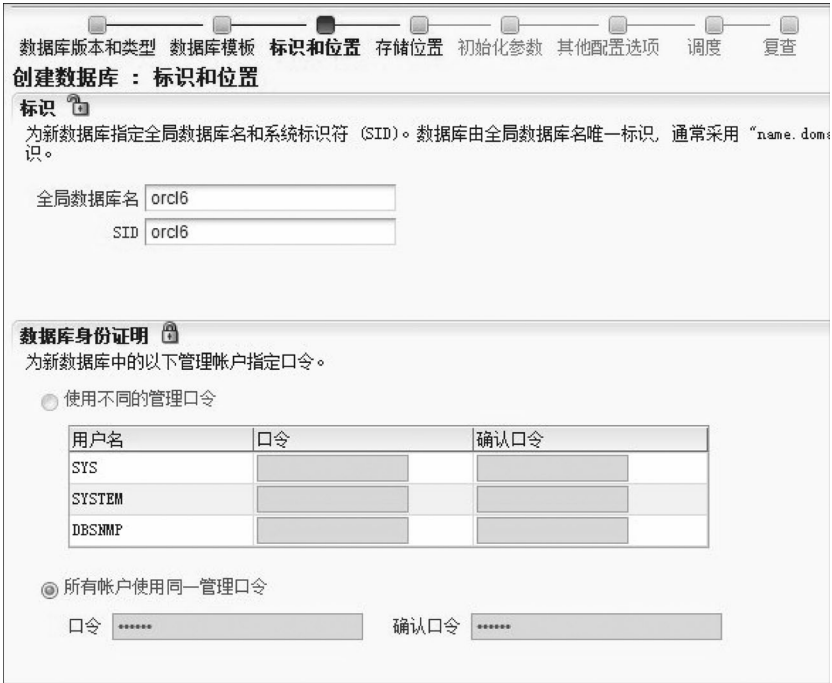 数据库版本和类型 数据库模板 标识和位置 存储位置 初始化参数 其他配置选项 调度 复查
创建数据库 : 标识和位置
标识
为新数据库指定全局数据库名和系统标识符 (SID)。数据库由全局数据库名唯一标识, 通常采用 "name.doma
识。
全局数据库名 orcl6
SID orcl6
数据库身份证明
为新数据库中的以下管理帐户指定口令。
使用不同的管理口令
用户名 口令 确认口令
SYS
SYSTEM
DBSNMP
所有帐户使用同一管理口令
口令 •••••• 确认口令 ••••••